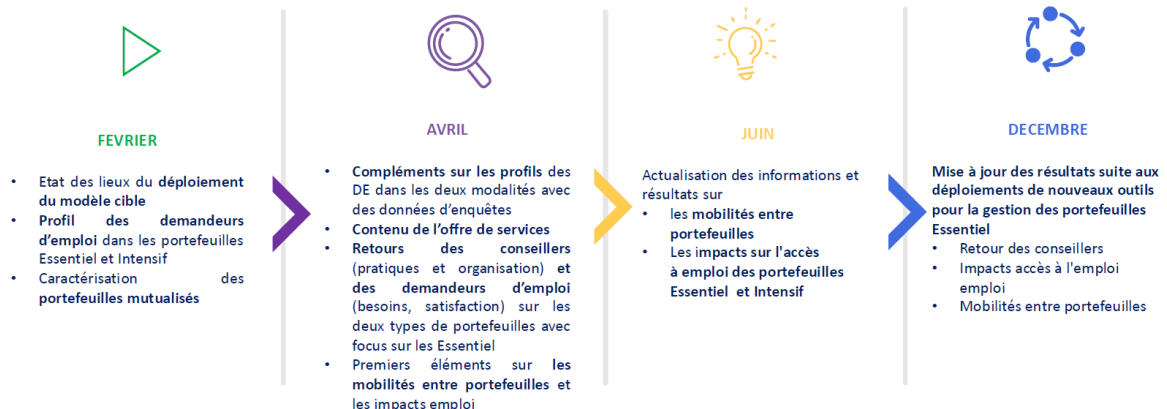 FEVRIER
• Etat des lieux du déploiement
du modèle cible
• Profil des demandeurs
d'emploi dans les portefeuilles
Essentiel et Intensif
• Caractérisation des
portefeuilles mutualisés
AVRIL
• Compléments sur les profils des
DE dans les deux modalités avec
des données d'enquêtes
• Contenu de l'offre de services
• Retours des conseillers
(pratiques et organisation) et
des demandeurs d'emploi
(besoins, satisfaction) sur les
deux types de portefeuilles avec
focus sur les Essentiel
• Premiers éléments sur les
mobilités entre portefeuilles et
les impacts emploi
JUIN
Actualisation des informations et
résultats sur
• les mobilités entre
portefeuilles
• Les impacts sur l'accès
à emploi des portefeuilles
Essentiel et Intensif
DECEMBRE
Mise à jour des résultats suite aux
déploiements de nouveaux outils
pour la gestion des portefeuilles
Essentiel
• Retour des conseillers
• Impacts accès à l'emploi
emploi
• Mobilités entre portefeuilles